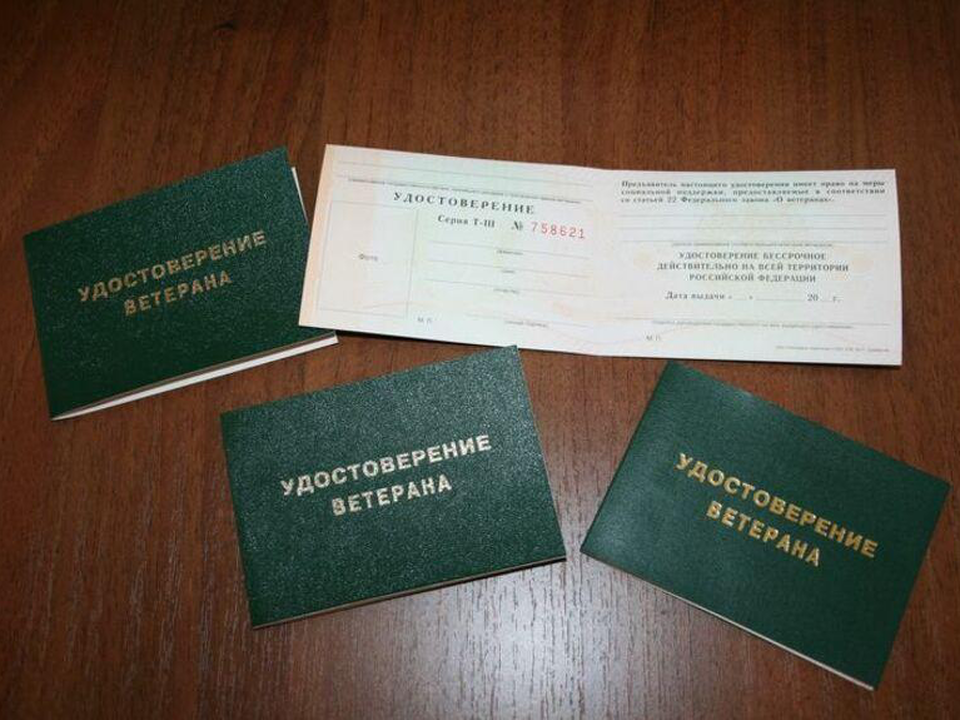 УДОСТОВЕРЕНИЕ
ВЕТЕРАНА
УДОСТОВЕРЕНИЕ
Серия Т-III № 758621
Фото
М.П.
Предъявитель настоящего удостоверения имеет право на меры
социальной поддержки, предоставляемые в соответствии
со статьей 22 Федерального закона «О ветеранах».
УДОСТОВЕРЕНИЕ БЕССРОЧНОЕ
ДЕЙСТВИТЕЛЬНО НА ВСЕЙ ТЕРРИТОРИИ
РОССИЙСКОЙ ФЕДЕРАЦИИ
Дата выдачи « » 20 г.
М.П.
УДОСТОВЕРЕНИЕ
ВЕТЕРАНА
УДОСТОВЕРЕНИЕ
ВЕТЕРАНА